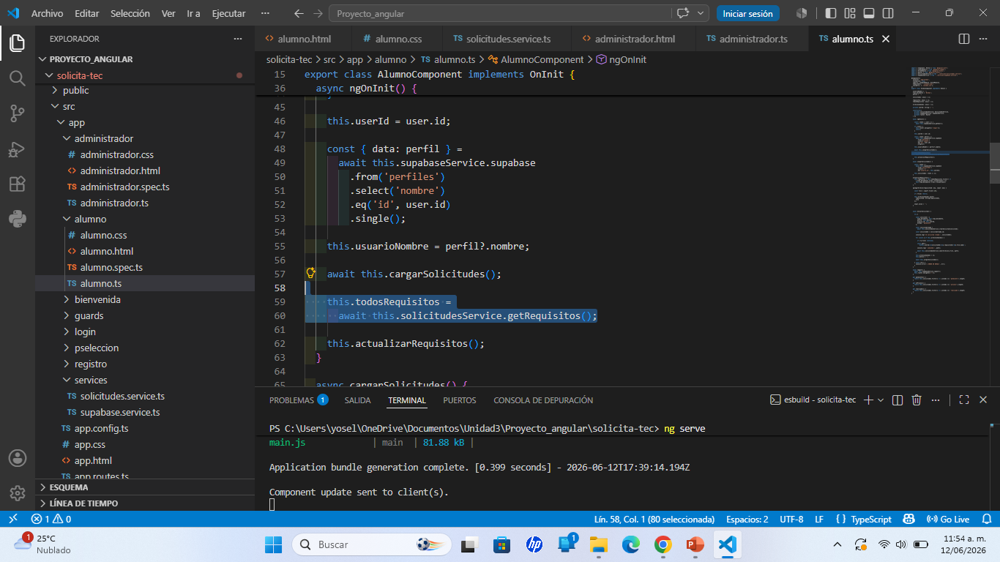 Archivo Editar Selección Ver Ir a Ejecutar ···
Proyecto_angular
Iniciar sesión
EXPLORADOR ···
PROYECTO_ANGULAR
solicita-tec
public
src
app
administrador
# administrador.css
<> administrador.html
TS administrador.spec.ts
TS administrador.ts
alumno
# alumno.css
<> alumno.html
TS alumno.spec.ts
TS alumno.ts
bienvenida
guards
login
pseleccion
registro
services
TS solicitudes.service.ts
TS supabase.service.ts
TS app.config.ts
# app.css
<> app.html
TS app.routes.ts
ESQUEMA
LÍNEA DE TIEMPO
<> alumno.html # alumno.css TS solicitudes.service.ts <> administrador.html TS administrador.ts TS alumno.ts
solicita-tec > src > app > alumno > TS alumno.ts > AlumnoComponent > ngOnInit
15 export class AlumnoComponent implements OnInit {
36 async ngOnInit() {
45
46 this.userId = user.id;
47
48 const { data: perfil } =
49 await this.supabaseService.supabase
50 .from('perfiles')
51 .select('nombre')
52 .eq('id', user.id)
53 .single();
54
55 this.usuarioNombre = perfil?.nombre;
56
57 await this.cargarSolicitudes();
58
59 this.todosRequisitos =
60 await this.solicitudesService.getRequisitos();
61
62 this.actualizarRequisitos();
63 }
64
65 async cargarSolicitudes() {
PROBLEMAS 1 SALIDA TERMINAL PUERTOS CONSOLA DE DEPURACIÓN
esbuild - solicita-tec
PS C:\Users\yosel\OneDrive\Documentos\Unidad3\Proyecto_angular\solicita-tec> ng serve
main.js | main | 81.88 kB |
Application bundle generation complete. [0.399 seconds] - 2026-06-12T17:39:14.194Z
Component update sent to client(s).
1 0
Lín. 58, Col. 1 (80 seleccionada) Espacios: 2 UTF-8 LF { } TypeScript Go Live
1
25°C
Nublado
Buscar
1
11:54 a. m.
12/06/2026